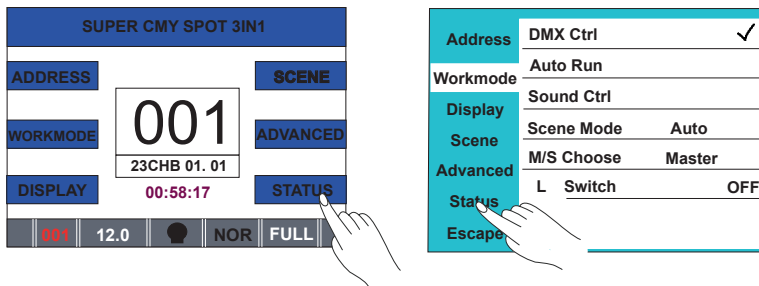 SUPER CMY SPOT 3IN1
ADDRESS
SCENE
001
WORKMODE
ADVANCED
23CHB 01. 01
DISPLAY
00:58:17
STATUS
001 12.0 NOR FULL
Address DMX Ctrl ✓
Workmode Auto Run
Display Sound Ctrl
Scene Scene Mode Auto
Advanced M/S Choose Master
Status L Switch OFF
Escape